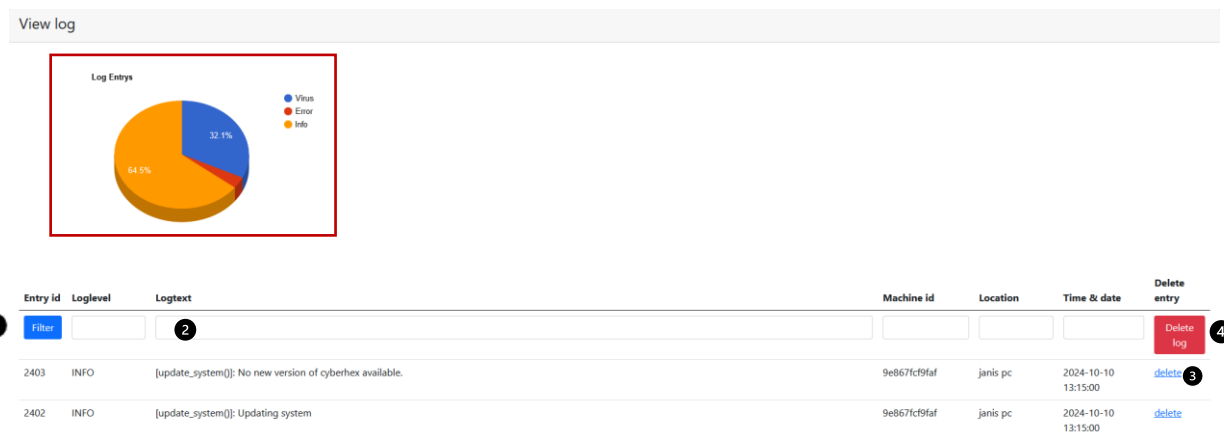 View log
Log Entrys
Virus
Error
Info
32.1%
64.5%
Delete
Entry id Loglevel Logtext Machine id Location Time & date entry
Filter 2 Delete 4
log
2403 INFO [update_system()]: No new version of cyberhex available. 9e867fcf9faf janis pc 2024-10-10 delete 3
13:15:00
2402 INFO [update_system()]: Updating system 9e867fcf9faf janis pc 2024-10-10 delete
13:15:00